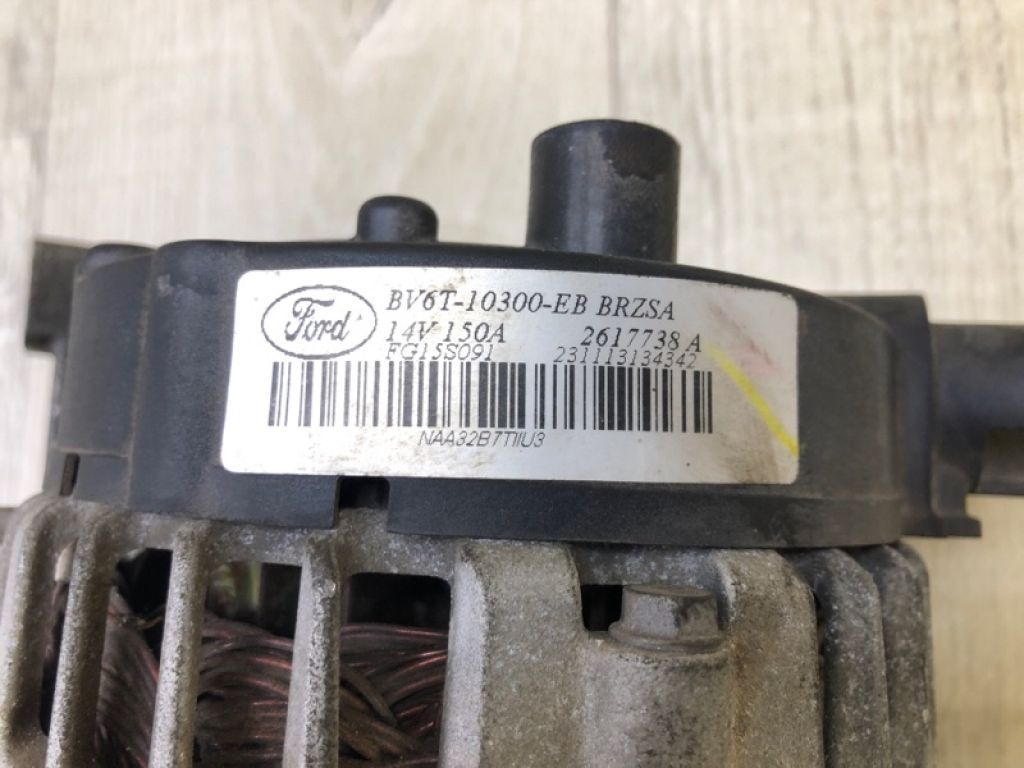 Ford
BV6T-10300-EB BRZSA
14V 150A 2617738 A
FG15S091 231113134342
NAA32B7TIIU3